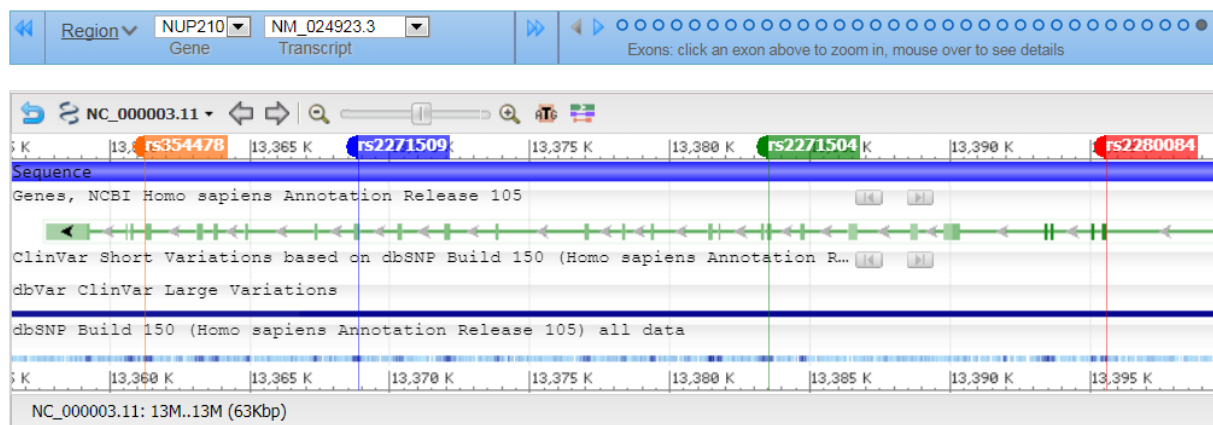 Region NUP210 NM_024923.3
Gene Transcript Exons: click an exon above to zoom in, mouse over to see details
NC_000003.11
K 13, rs354478 13,365 K rs2271509 13,375 K 13,380 K rs2271504 K 13,390 K rs2280084
Sequence
Genes, NCBI Homo sapiens Annotation Release 105
ClinVar Short Variations based on dbSNP Build 150 (Homo sapiens Annotation R…
dbVar ClinVar Large Variations
dbSNP Build 150 (Homo sapiens Annotation Release 105) all data
K 13,360 K 13,365 K 13,370 K 13,375 K 13,380 K 13,385 K 13,390 K 13,395 K
NC_000003.11: 13M..13M (63Kbp)